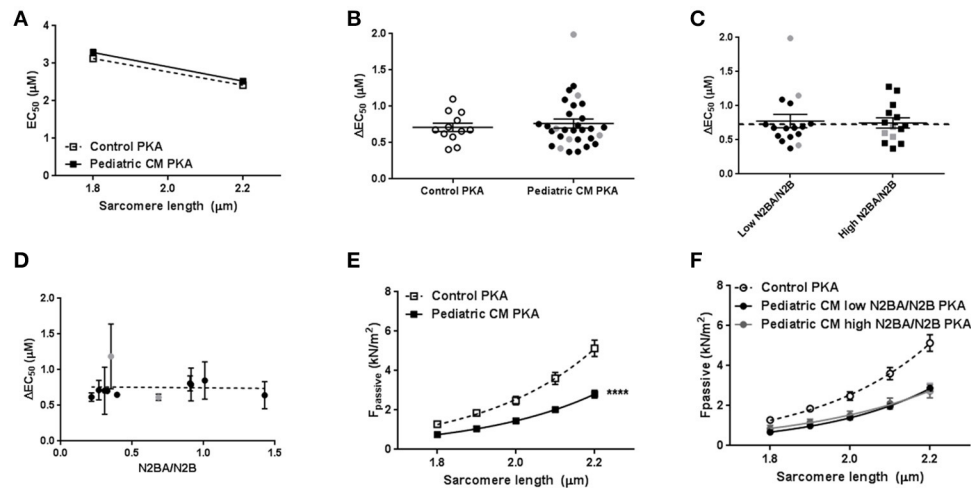 A
EC50 (µM)
4
3
2
1
0
Control PKA
Pediatric CM PKA
1.8
2.0
2.2
Sarcomere length (µm)
B
ΔEC50 (µM)
2.0
1.5
1.0
0.5
0.0
Control PKA
Pediatric CM PKA
C
ΔEC50 (µM)
2.0
1.5
1.0
0.5
0.0
Low N2BA/N2B
High N2BA/N2B
D
ΔEC50 (µM)
2.0
1.5
1.0
0.5
0.0
0.0
0.5
1.0
1.5
N2BA/N2B
E
Fpassive (kN/m²)
8
6
4
2
0
Control PKA
Pediatric CM PKA
****
1.8
2.0
2.2
Sarcomere length (µm)
F
Fpassive (kN/m²)
8
6
4
2
0
Control PKA
Pediatric CM low N2BA/N2B PKA
Pediatric CM high N2BA/N2B PKA
1.8
2.0
2.2
Sarcomere length (µm)